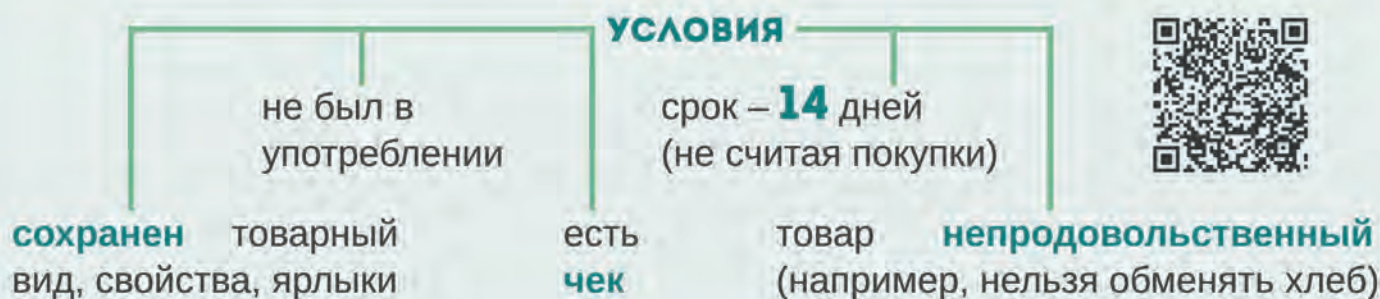 УСЛОВИЯ
не был в
употреблении
срок – 14 дней
(не считая покупки)
сохранен товарный
вид, свойства, ярлыки
есть
чек
товар непродовольственный
(например, нельзя обменять хлеб)